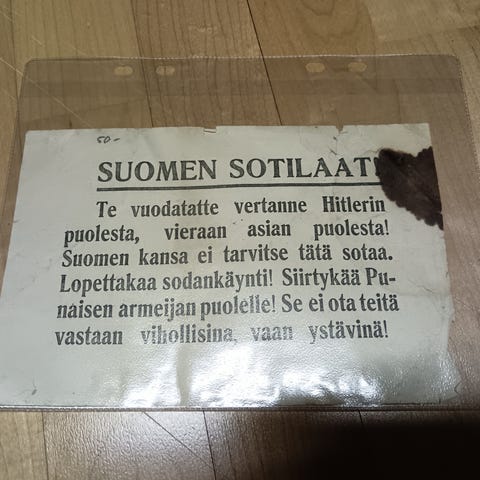 50-
SUOMEN SOTILAAT
Te vuodatatte vertanne Hitlerin
puolesta, vieraan asian puolesta!
Suomen kansa ei tarvitse tätä sotaa.
Lopettakaa sodankäynti! Siirtykää Pu-
naisen armeijan puolelle! Se ei ota teitä
vastaan vihollisina, vaan ystävinä!